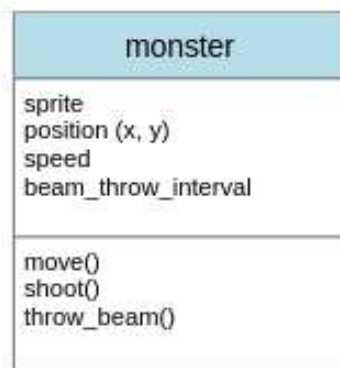 monster
sprite
position (x, y)
speed
beam_throw_interval
move()
shoot()
throw_beam()